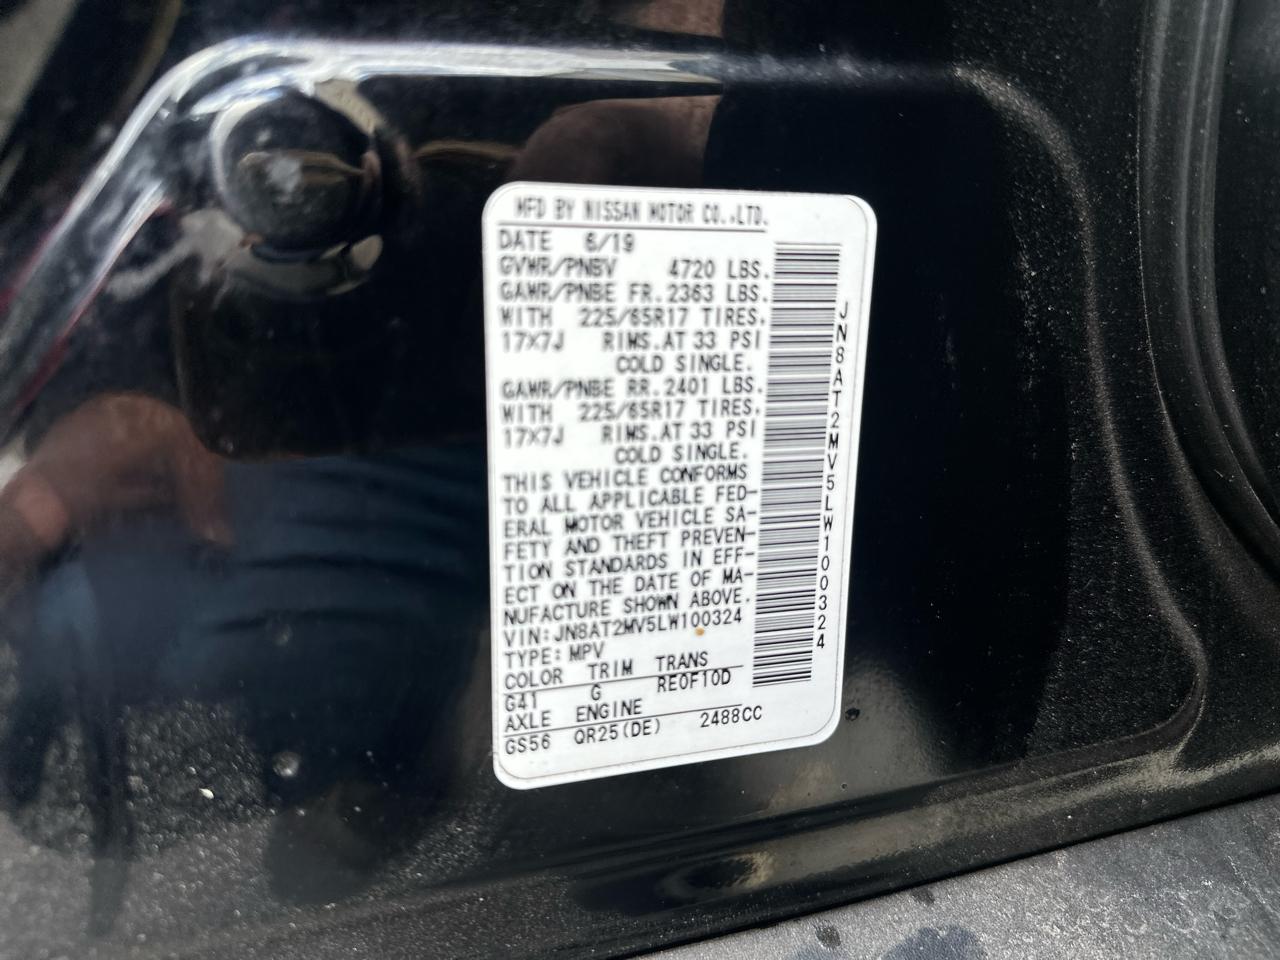 MFD BY NISSAN MOTOR CO.,LTD.
DATE 6/19
GVWR/PNBV 4720 LBS.
GAWR/PNBE FR. 2363 LBS.
WITH 225/65R17 TIRES.
17X7J RIMS. AT 33 PSI
COLD SINGLE.
GAWR/PNBE RR. 2401 LBS.
WITH 225/65R17 TIRES.
17X7J RIMS. AT 33 PSI
COLD SINGLE.
THIS VEHICLE CONFORMS
TO ALL APPLICABLE FED-
ERAL MOTOR VEHICLE SA-
FETY AND THEFT PREVEN-
TION STANDARDS IN EFF-
ECT ON THE DATE OF MA-
NUFACTURE SHOWN ABOVE.
VIN: JN8AT2MV5LW100324
TYPE: MPV
COLOR TRIM TRANS
G41 G RE0F10D
AXLE ENGINE
GS56 QR25(DE) 2488CC
JN8AT2MV5LW100324